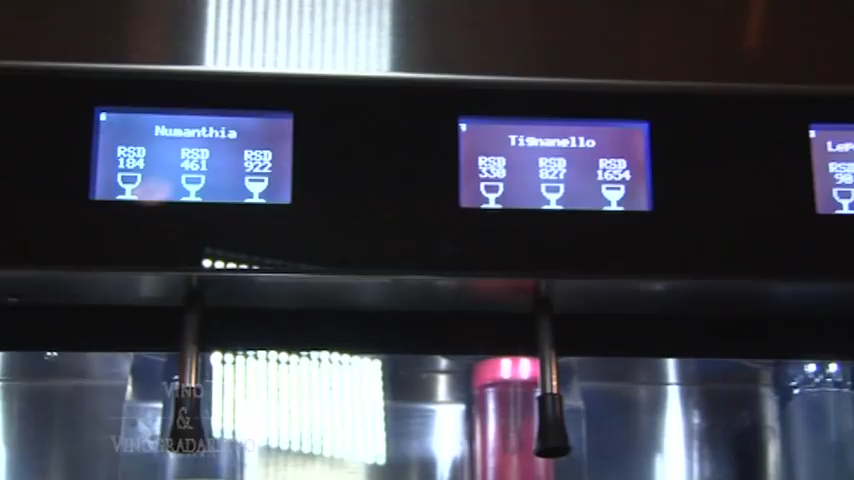 Numanthia
RSD RSD RSD
184 461 922
Tignanello
RSD RSD RSD
330 827 1654
RSD
VINO
&
VINOGRADARSTVO